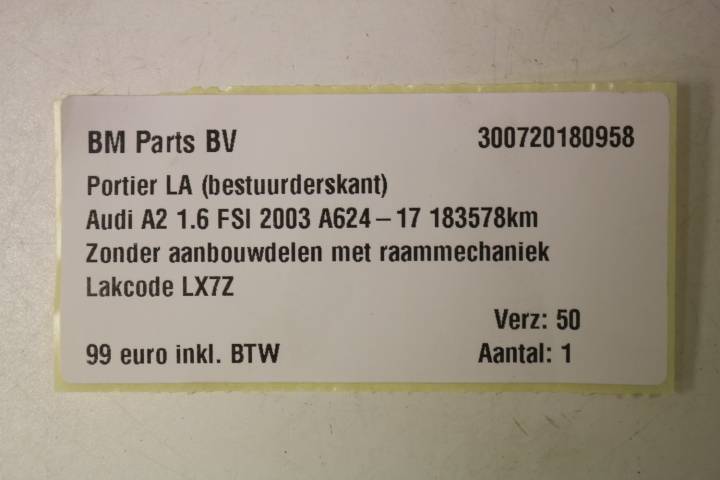 BM Parts BV 300720180958
Portier LA (bestuurderskant)
Audi A2 1.6 FSI 2003 A624 – 17 183578km
Zonder aanbouwdelen met raammechaniek
Lakcode LX7Z
Verz: 50
99 euro inkl. BTW Aantal: 1